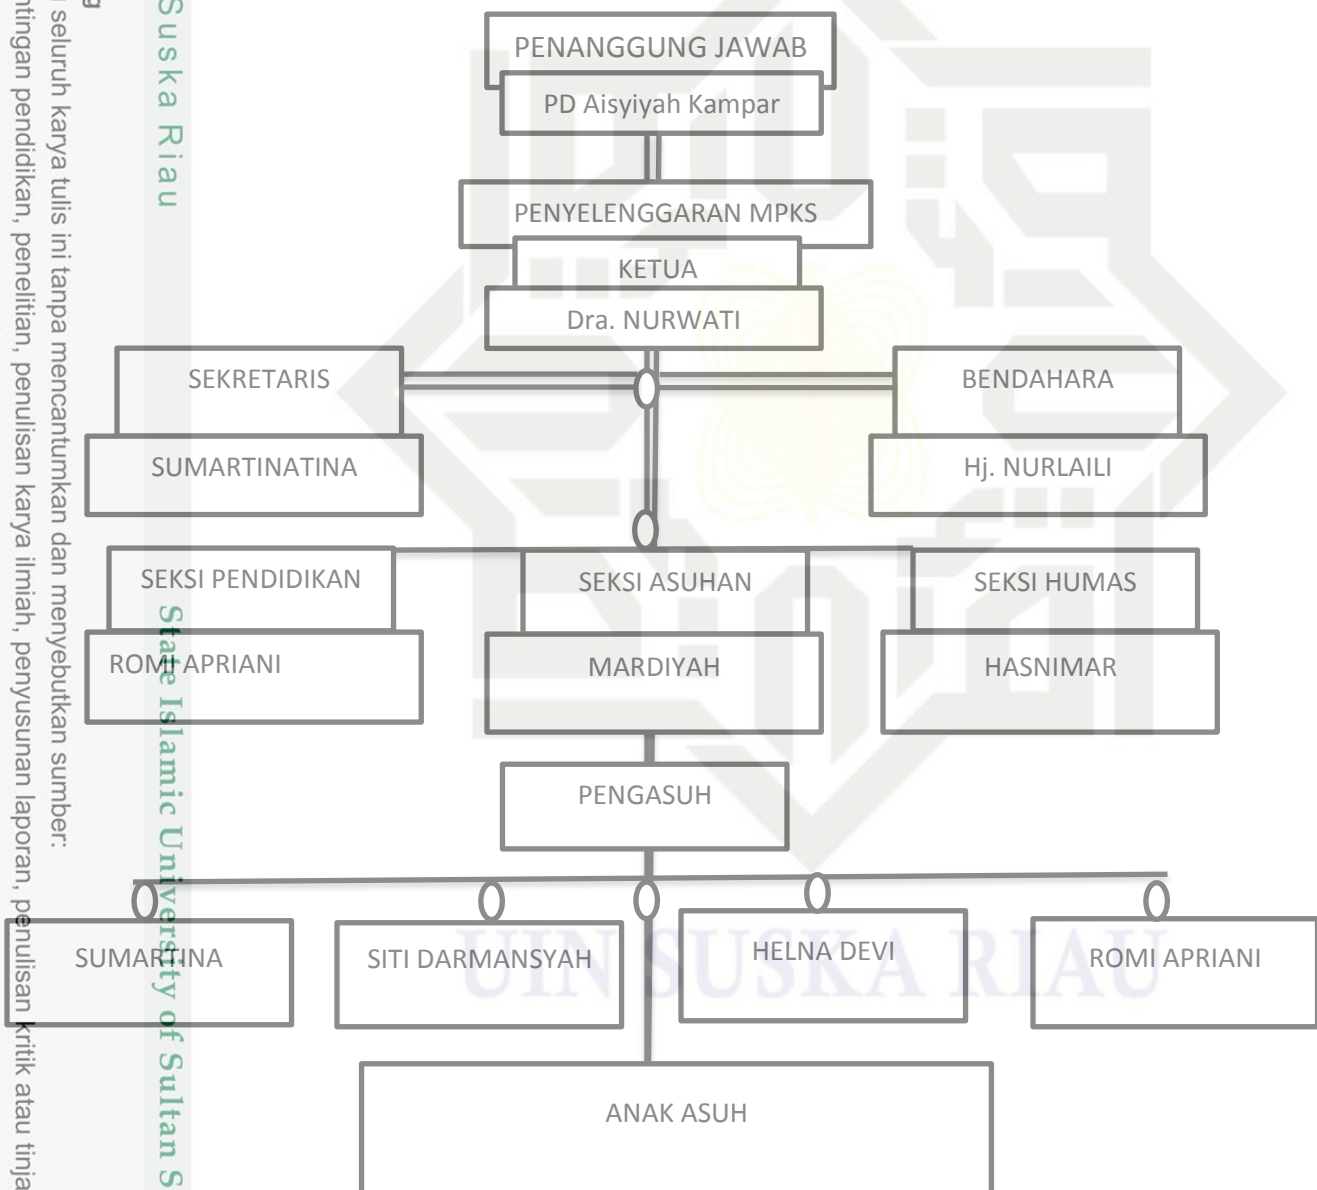 PENANGGUNG JAWAB
PD Aisyiyah Kampar
PENYELENGGARAN MPKS
KETUA
Dra. NURWATI
SEKRETARIS
BENDAHARA
SUMARTINATINA
Hj. NURLAILI
SEKSI PENDIDIKAN
SEKSI ASUHAN
SEKSI HUMAS
ROMI APRIANI
MARDIYAH
HASNIMAR
PENGASUH
SUMARTINA
SITI DARMANSYAH
HELNA DEVI
ROMI APRIANI
ANAK ASUH
UIN SUSKA RIAU
Suska Riau
State Islamic University of Sultan S
seluruh karya tulis ini tanpa mencantumkan dan menyebutkan sumber:
ntingan pendidikan, penelitian, penulisan karya ilmiah, penyusunan laporan, penulisan kritik atau tinja